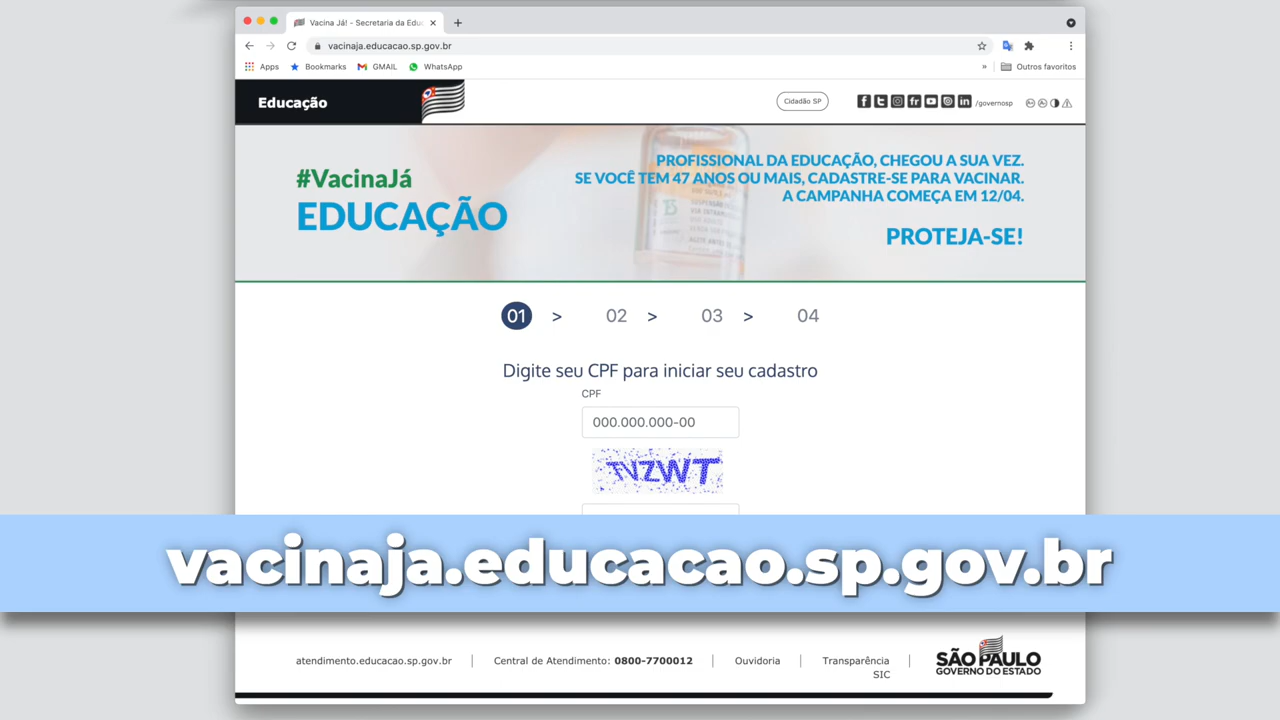 Vacina Já! - Secretaria da Educ
vacinaja.educacao.sp.gov.br
Apps Bookmarks GMAIL WhatsApp » Outros favoritos
Educação
Cidadão SP
/governosp
#VacinaJá
EDUCAÇÃO
PROFISSIONAL DA EDUCAÇÃO, CHEGOU A SUA VEZ.
SE VOCÊ TEM 47 ANOS OU MAIS, CADASTRE-SE PARA VACINAR.
A CAMPANHA COMEÇA EM 12/04.
PROTEJA-SE!
01 > 02 > 03 > 04
Digite seu CPF para iniciar seu cadastro
CPF
000.000.000-00
vacinaja.educacao.sp.gov.br
atendimento.educacao.sp.gov.br | Central de Atendimento: 0800-7700012 | Ouvidoria | Transparência |
SIC
SÃO PAULO
GOVERNO DO ESTADO